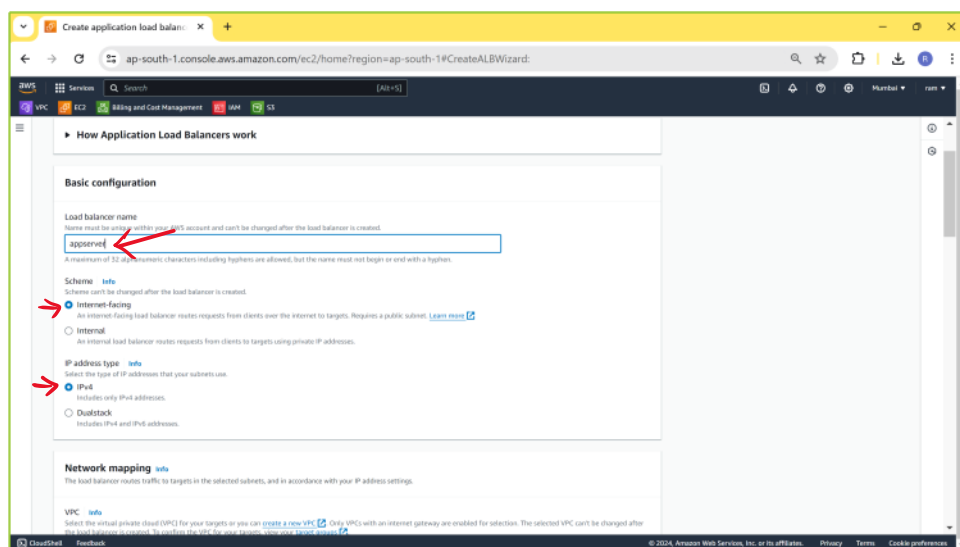 Create application load balanc
ap-south-1.console.aws.amazon.com/ec2/home?region=ap-south-1#CreateALBWizard:
R
aws Services Search [Alt+S] Mumbai ram
VPC EC2 Billing and Cost Management IAM S3
How Application Load Balancers work
Basic configuration
Load balancer name
Name must be unique within your AWS account and can't be changed after the load balancer is created.
appserver
A maximum of 32 alphanumeric characters including hyphens are allowed, but the name must not begin or end with a hyphen.
Scheme Info
Scheme can't be changed after the load balancer is created.
Internet-facing
An internet-facing load balancer routes requests from clients over the internet to targets. Requires a public subnet. Learn more
Internal
An internal load balancer routes requests from clients to targets using private IP addresses.
IP address type Info
Select the type of IP addresses that your subnets use.
IPv4
Includes only IPv4 addresses.
Dualstack
Includes IPv4 and IPv6 addresses.
Network mapping Info
The load balancer routes traffic to targets in the selected subnets, and in accordance with your IP address settings.
VPC Info
Select the virtual private cloud (VPC) for your targets or you can create a new VPC. Only VPCs with an internet gateway are enabled for selection. The selected VPC can't be changed after
the load balancer is created. To confirm the VPC for your targets, view your target groups.
CloudShell Feedback © 2024, Amazon Web Services, Inc. or its affiliates. Privacy Terms Cookie preferences